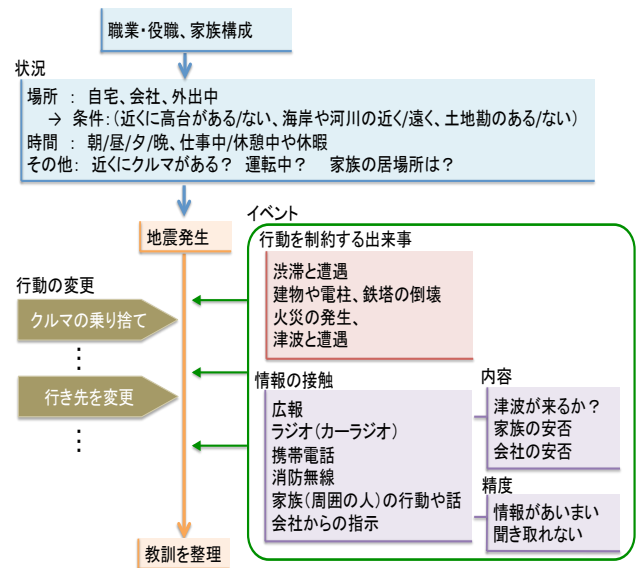 職業・役職、家族構成
状況
場所 : 自宅、会社、外出中
→ 条件:(近くに高台がある/ない、海岸や河川の近く/遠く、土地勘のある/ない)
時間 : 朝/昼/夕/晩、仕事中/休憩中や休暇
その他: 近くにクルマがある? 運転中? 家族の居場所は?
地震発生
イベント
行動を制約する出来事
渋滞と遭遇
建物や電柱、鉄塔の倒壊
火災の発生、
津波と遭遇
行動の変更
クルマの乗り捨て
⋮
行き先を変更
⋮
情報の接触
広報
ラジオ(カーラジオ)
携帯電話
消防無線
家族(周囲の人)の行動や話
会社からの指示
内容
津波が来るか?
家族の安否
会社の安否
精度
情報があいまい
聞き取れない
教訓を整理